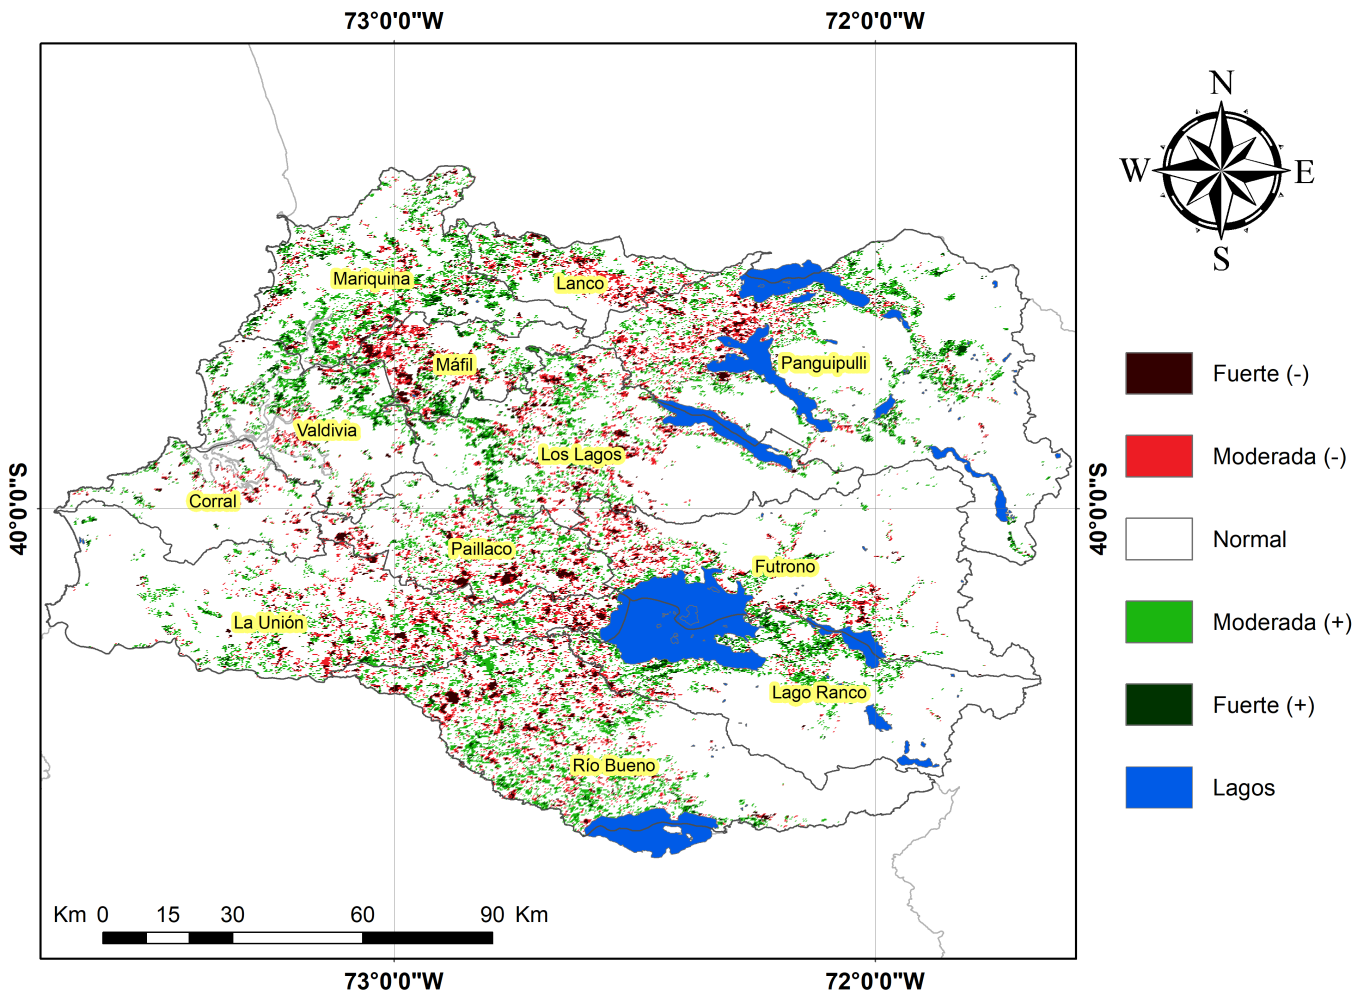 73°0'0"W 72°0'0"W
N
W E
S
Mariquina
Lanco
Máfil
Panguipulli
Valdivia
Los Lagos
Corral
40°0'0"S
40°0'0"S
Paillaco
Futrono
La Unión
Lago Ranco
Río Bueno
Fuerte (-)
Moderada (-)
Normal
Moderada (+)
Fuerte (+)
Lagos
Km 0 15 30 60 90 Km
73°0'0"W 72°0'0"W